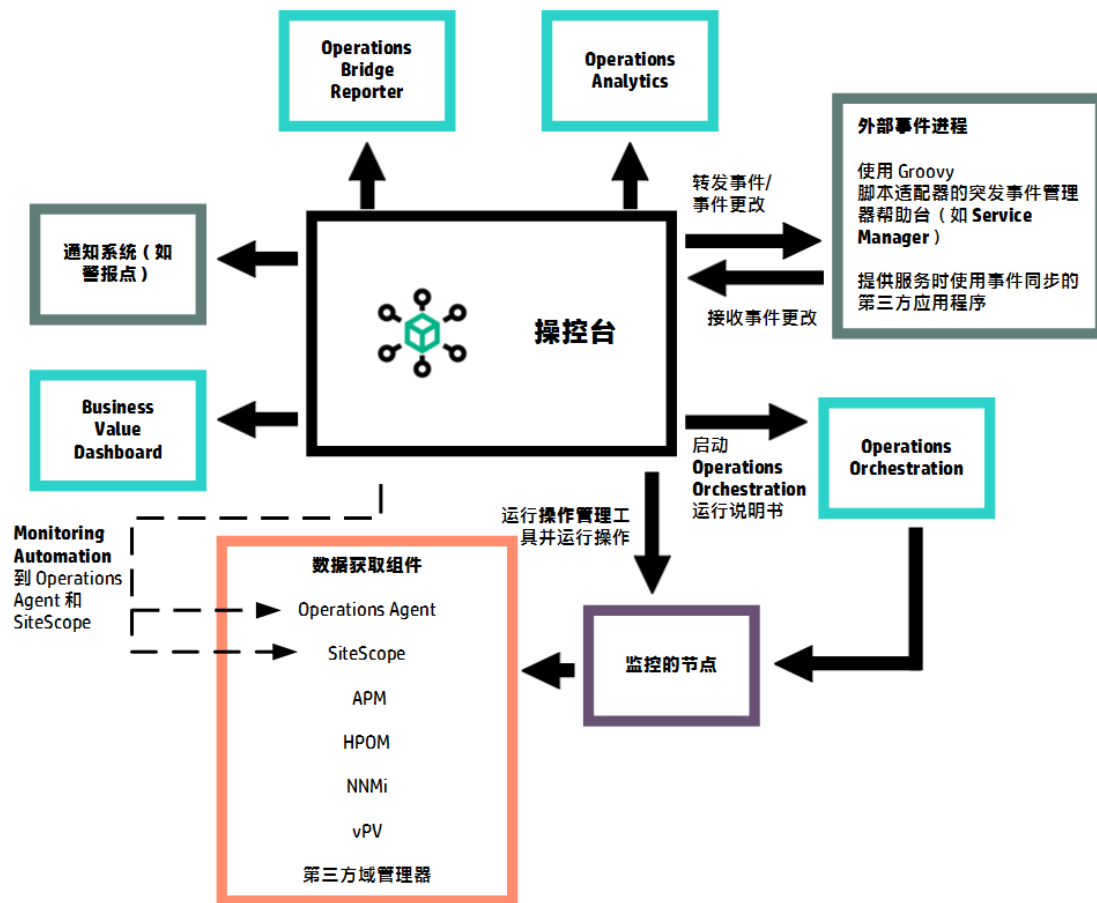 Operations
Bridge
Reporter
Operations
Analytics
外部事件进程
使用 Groovy
脚本适配器的突发事件管理
器帮助台（如 Service
Manager）
提供服务时使用事件同步的
第三方应用程序
转发事件/
事件更改
接收事件更改
通知系统（如
警报点）
操控台
Business
Value
Dashboard
启动
Operations
Orchestration
运行说明书
Operations
Orchestration
运行操作管理工
具并运行操作
Monitoring
Automation
到 Operations
Agent 和
SiteScope
数据获取组件
Operations Agent
SiteScope
APM
HPOM
NNMi
vPV
第三方域管理器
监控的节点